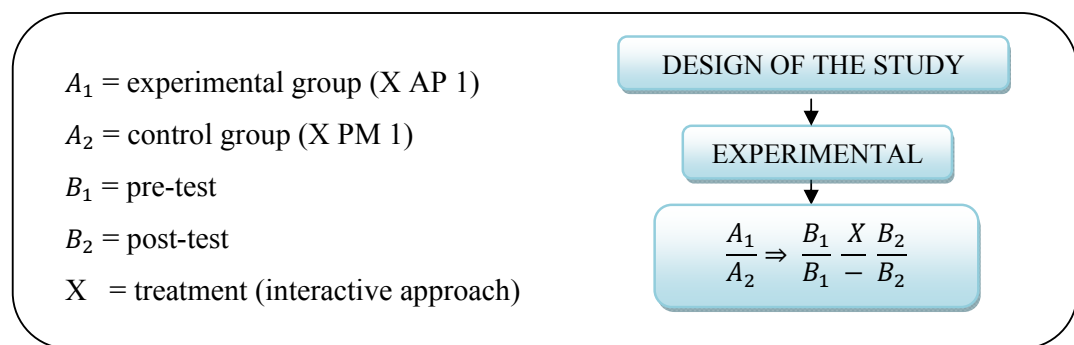 A₁ = experimental group (X AP 1)
A₂ = control group (X PM 1)
B₁ = pre-test
B₂ = post-test
X = treatment (interactive approach)
DESIGN OF THE STUDY
EXPERIMENTAL
A₁/A₂ ⇒ B₁/B₁ X/− B₂/B₂